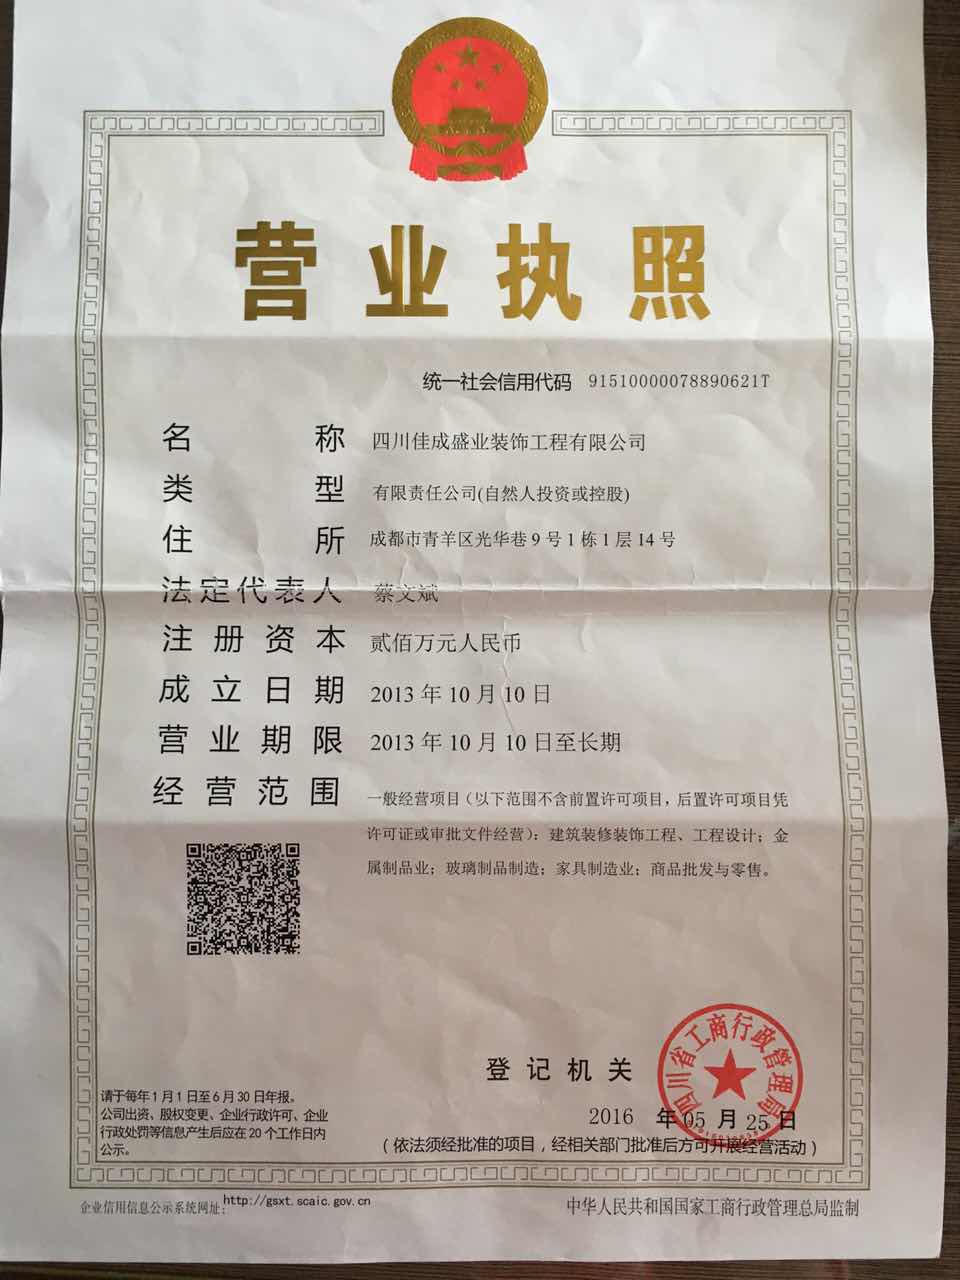 营业执照
统一社会信用代码 91510000078890621T
名称 四川佳成盛业装饰工程有限公司
类型 有限责任公司(自然人投资或控股)
住所 成都市青羊区光华巷9号1栋1层14号
法定代表人 蔡文斌
注册资本 贰佰万元人民币
成立日期 2013年10月10日
营业期限 2013年10月10日至长期
经营范围 一般经营项目（以下范围不含前置许可项目，后置许可项目凭
许可证或审批文件经营）：建筑装修装饰工程、工程设计；金
属制品业；玻璃制品制造；家具制造业；商品批发与零售。
登记机关
四川省工商行政管理局
2016 年 05 月 25 日
请于每年1月1日至6月30日年报。
公司出资、股权变更、企业行政许可、企业
行政处罚等信息产生后应在20个工作日内
公示。
（依法须经批准的项目，经相关部门批准后方可开展经营活动）
企业信用信息公示系统网址：http://gsxt.scaic.gov.cn
中华人民共和国国家工商行政管理总局监制